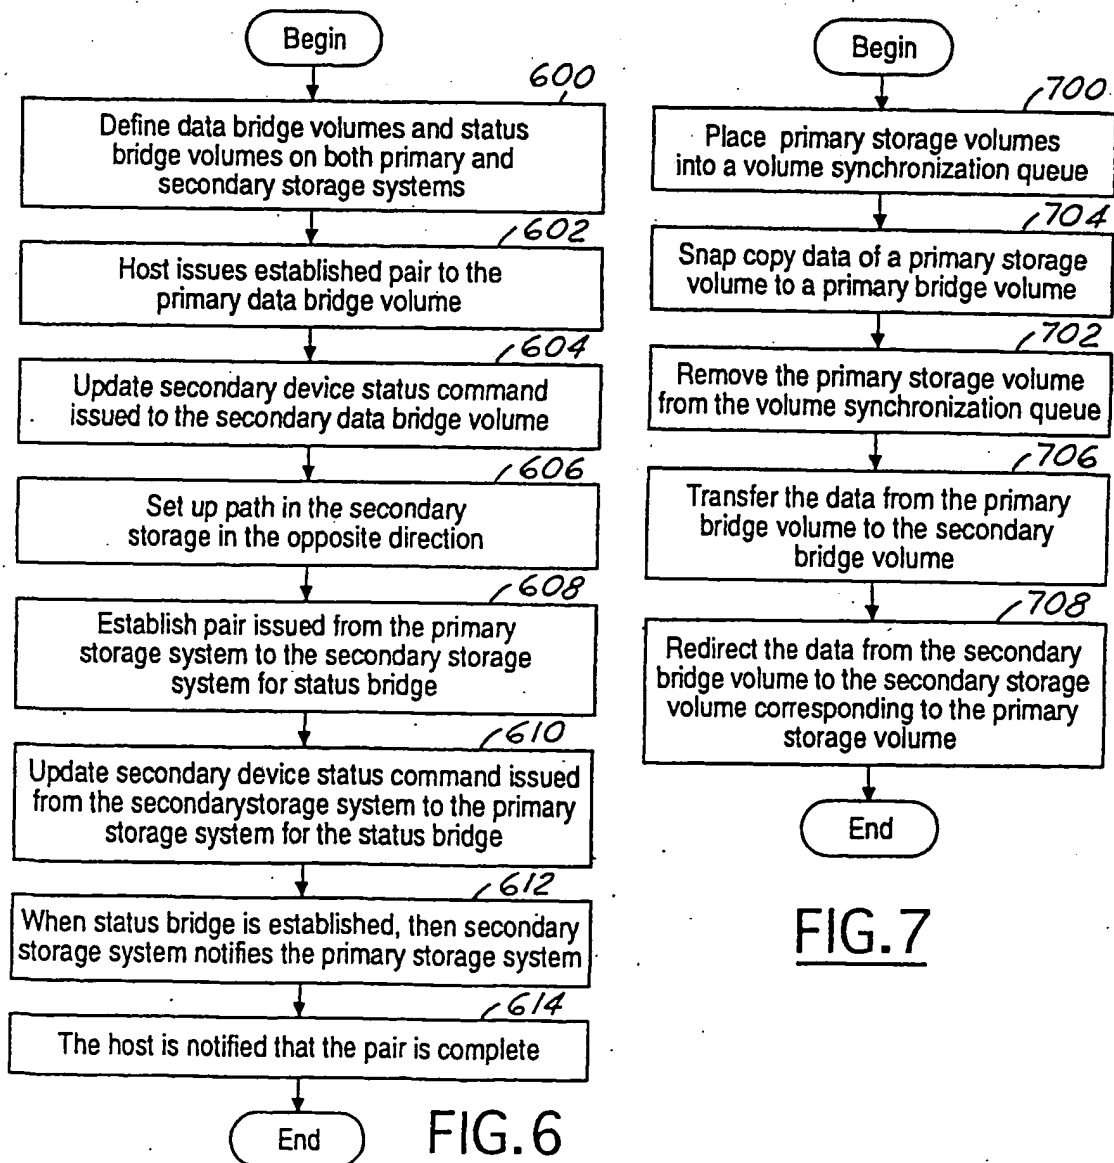 Begin
600
Define data bridge volumes and status
bridge volumes on both primary and
secondary storage systems
602
Host issues established pair to the
primary data bridge volume
604
Update secondary device status command
issued to the secondary data bridge volume
606
Set up path in the secondary
storage in the opposite direction
608
Establish pair issued from the primary
storage system to the secondary storage
system for status bridge
610
Update secondary device status command issued
from the secondarystorage system to the primary
storage system for the status bridge
612
When status bridge is established, then secondary
storage system notifies the primary storage system
614
The host is notified that the pair is complete
End
FIG.6
Begin
700
Place primary storage volumes
into a volume synchronization queue
704
Snap copy data of a primary storage
volume to a primary bridge volume
702
Remove the primary storage volume
from the volume synchronization queue
706
Transfer the data from the primary
bridge volume to the secondary
bridge volume
708
Redirect the data from the secondary
bridge volume to the secondary storage
volume corresponding to the primary
storage volume
End
FIG.7